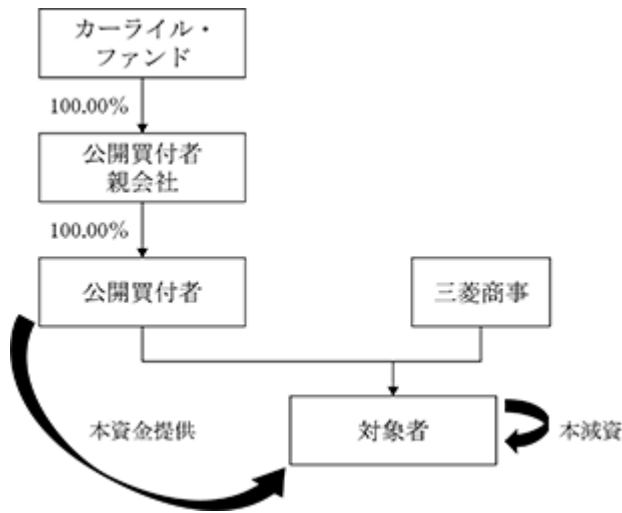 カーライル・
ファンド
100.00%
公開買付者
親会社
100.00%
公開買付者
三菱商事
本資金提供
対象者
本減資